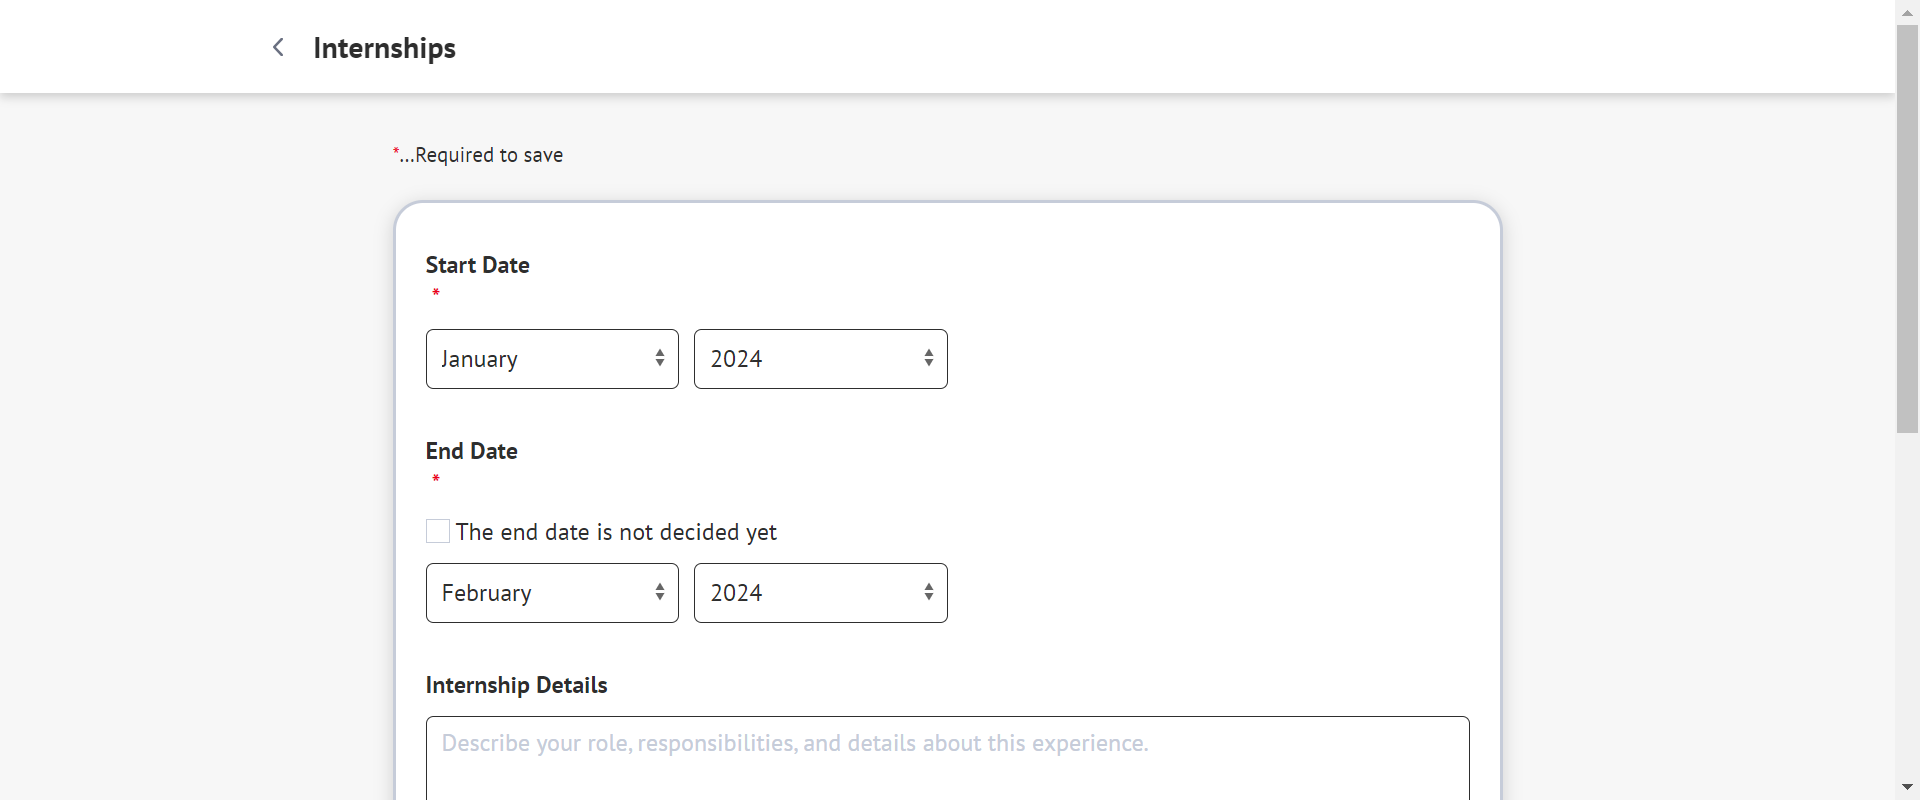 Internships
*...Required to save
Start Date
*
January
2024
End Date
*
The end date is not decided yet
February
2024
Internship Details
Describe your role, responsibilities, and details about this experience.